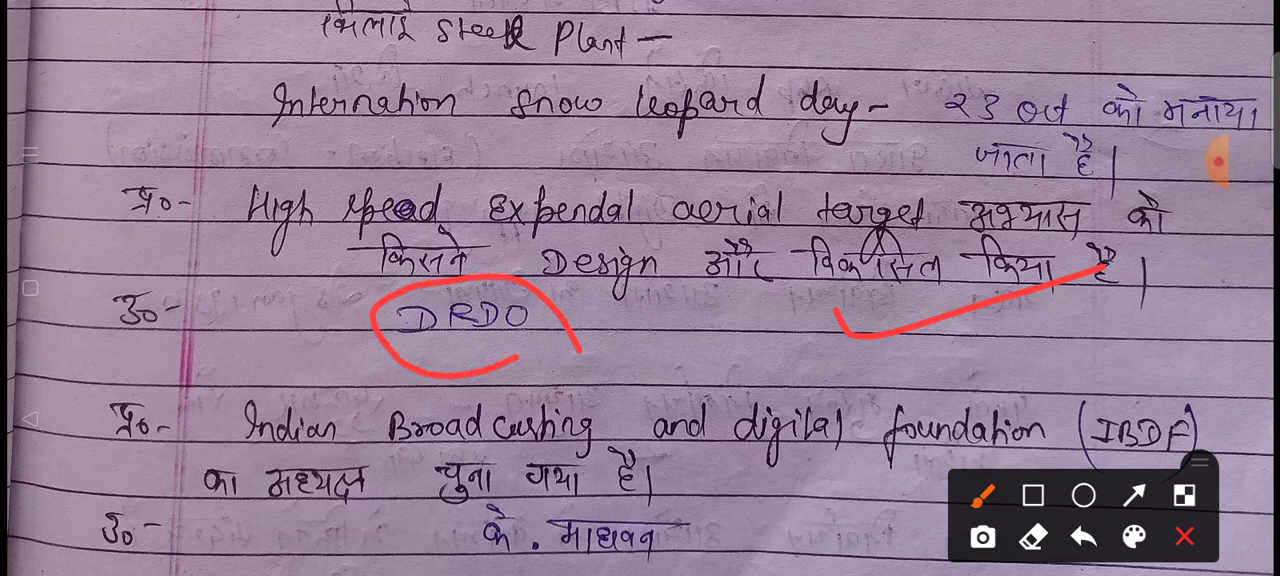 भिलाई Steel Plant —
Internation Snow leopard day - 23 Oct को मनाया
जाता है।
प्र०- High speed Expendal aerial target अभ्यास को
किसने Design और विकसित किया है।
उ०- DRDO
प्र०- Indian Broadcasting and digital foundation (IBDF)
का अध्यक्ष चुना गया है।
उ०- के. माधवन